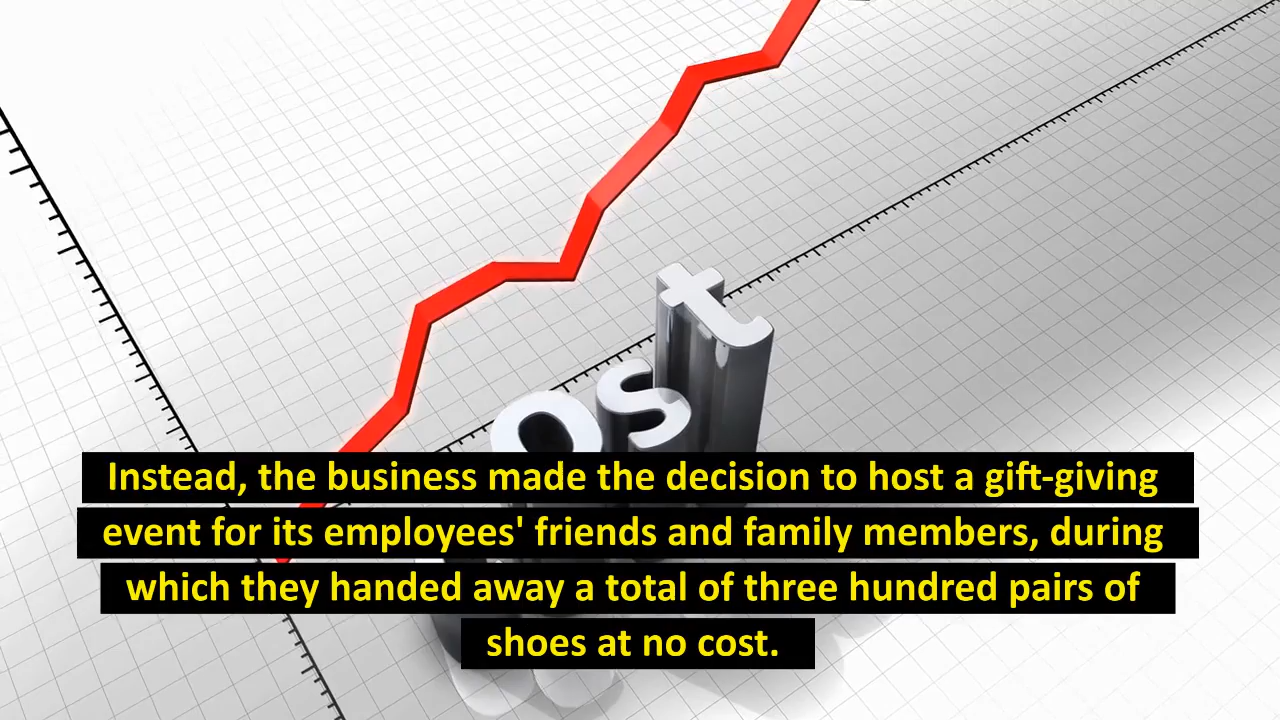 ost
Instead, the business made the decision to host a gift-giving
event for its employees' friends and family members, during
which they handed away a total of three hundred pairs of
shoes at no cost.